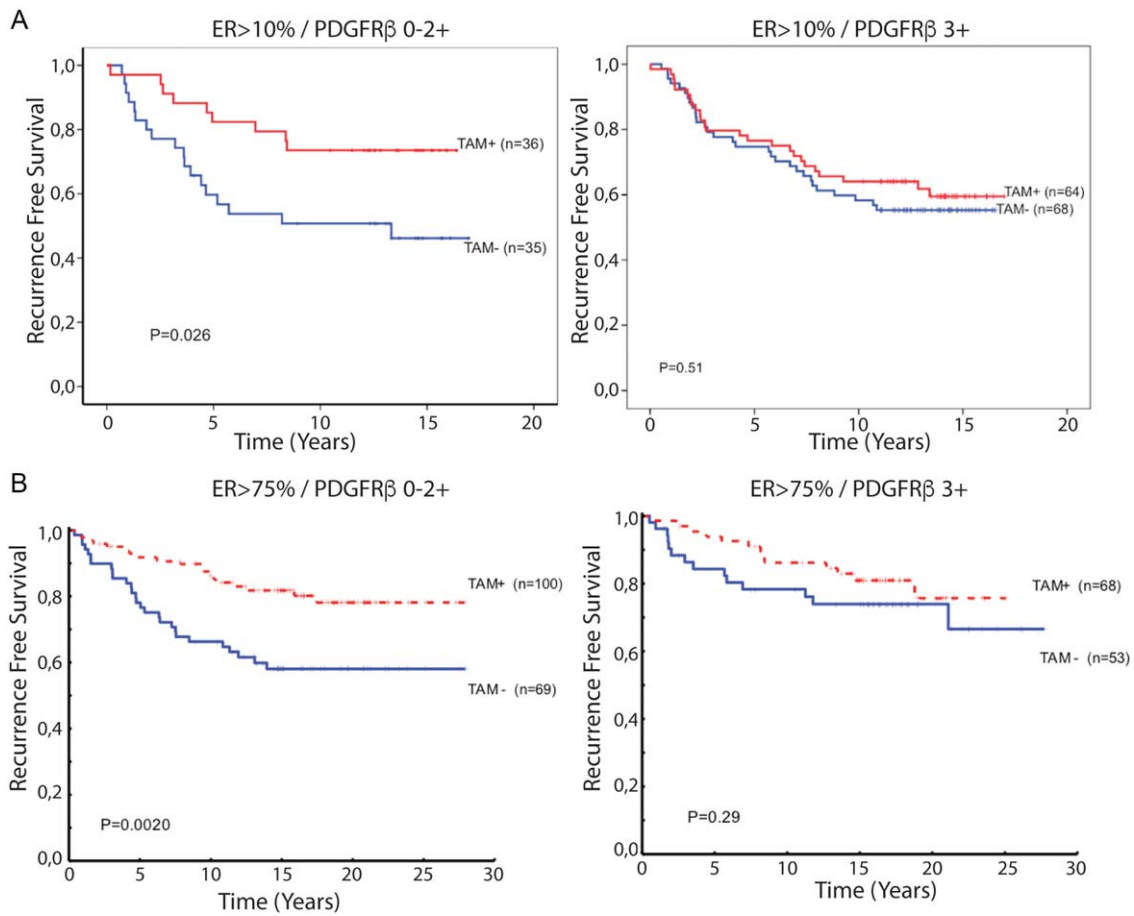 A
ER>10% / PDGFRβ 0-2+
Recurrence Free Survival
1,0
0,8
0,6
0,4
0,2
0,0
TAM+ (n=36)
TAM- (n=35)
P=0.026
0 5 10 15 20
Time (Years)
ER>10% / PDGFRβ 3+
Recurrence Free Survival
1,0
0,8
0,6
0,4
0,2
0,0
TAM+ (n=64)
TAM- (n=68)
P=0.51
0 5 10 15 20
Time (Years)
B
ER>75% / PDGFRβ 0-2+
Recurrence Free Survival
1,0
0,8
0,6
0,4
0,2
0,0
TAM+ (n=100)
TAM - (n=69)
P=0.0020
0 5 10 15 20 25 30
Time (Years)
ER>75% / PDGFRβ 3+
Recurrence Free Survival
1,0
0,8
0,6
0,4
0,2
0,0
TAM+ (n=68)
TAM - (n=53)
P=0.29
0 5 10 15 20 25 30
Time (Years)